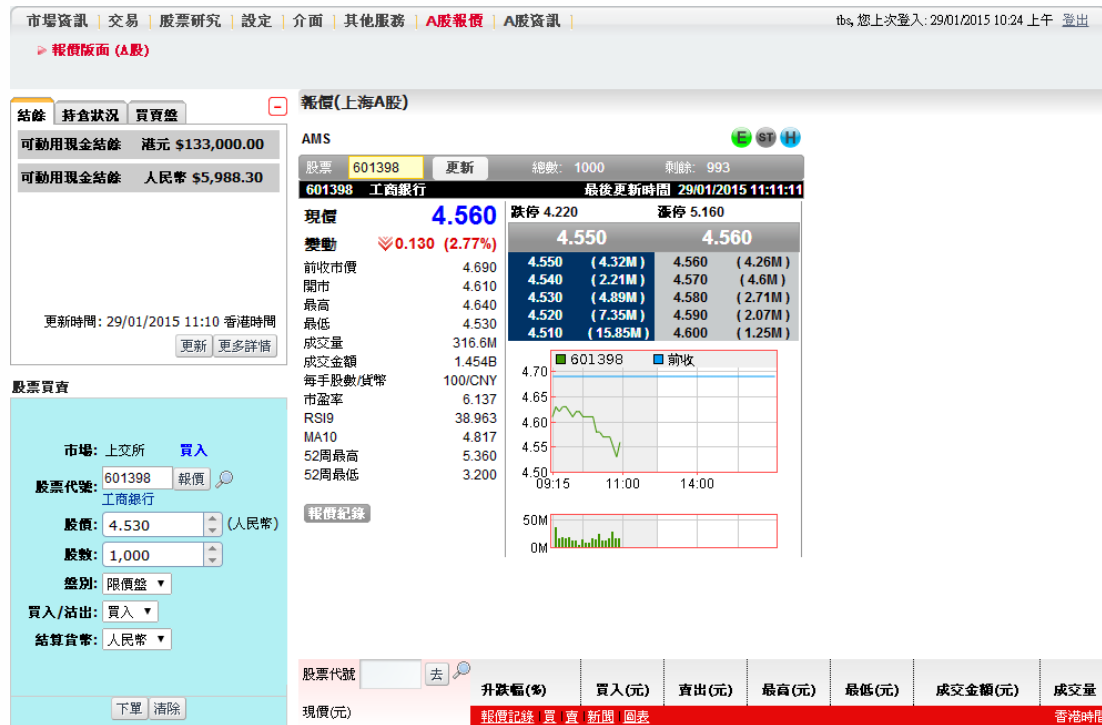 市場資訊 交易 股票研究 設定 介面 其他服務 A股報價 A股資訊 tbs, 您上次登入: 29/01/2015 10:24 上午 登出
報價版面 (A股)
結餘 持倉狀況 買賣盤
可動用現金結餘 港元 $133,000.00
可動用現金結餘 人民幣 $5,988.30
更新時間: 29/01/2015 11:10 香港時間
更新 更多詳情
股票買賣
市場: 上交所 買入
股票代號: 601398 報價
工商銀行
股價: 4.530 (人民幣)
股數: 1,000
盤別: 限價盤
買入/沽出: 買入
結算貨幣: 人民幣
下單 清除
報價(上海A股)
AMS E ST H
股票 601398 更新 總數: 1000 剩餘: 993
601398 工商銀行 最後更新時間 29/01/2015 11:11:11
現價 4.560
變動 0.130 (2.77%)
前收市價 4.690
開市 4.610
最高 4.640
最低 4.530
成交量 316.6M
成交金額 1.454B
每手股數/貨幣 100/CNY
市盈率 6.137
RSI9 38.963
MA10 4.817
52周最高 5.360
52周最低 3.200
報價紀錄
跌停 4.220 漲停 5.160
4.550 4.560
4.550 (4.32M) 4.560 (4.26M)
4.540 (2.21M) 4.570 (4.6M)
4.530 (4.89M) 4.580 (2.71M)
4.520 (7.35M) 4.590 (2.07M)
4.510 (15.85M) 4.600 (1.25M)
601398 前收
4.70
4.65
4.60
4.55
4.50
09:15 11:00 14:00
50M
0M
股票代號 去
升跌幅(%) 買入(元) 賣出(元) 最高(元) 最低(元) 成交金額(元) 成交量
現價(元)
報價記錄 買 賣 新聞 圖表 香港時間